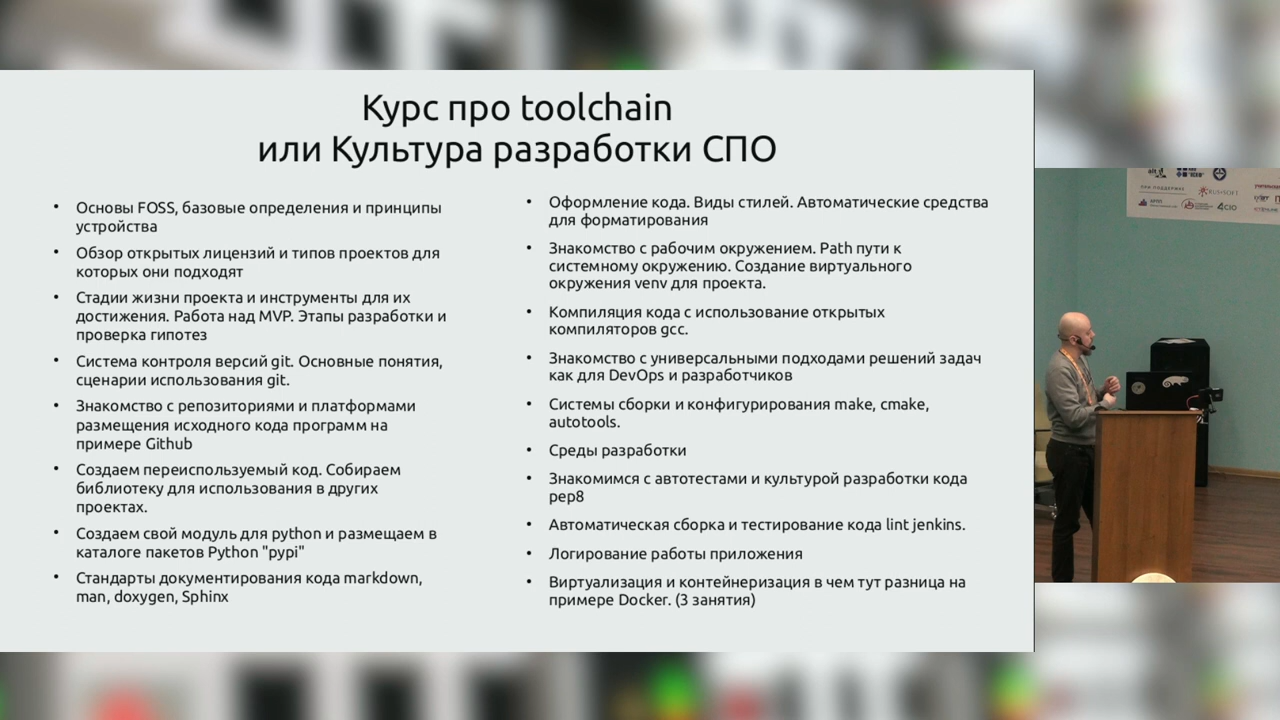 Курс про toolchain
или Культура разработки СПО
• Основы FOSS, базовые определения и принципы
устройства
• Обзор открытых лицензий и типов проектов для
которых они подходят
• Стадии жизни проекта и инструменты для их
достижения. Работа над MVP. Этапы разработки и
проверка гипотез
• Система контроля версий git. Основные понятия,
сценарии использования git.
• Знакомство с репозиториями и платформами
размещения исходного кода программ на
примере Github
• Создаем переиспользуемый код. Собираем
библиотеку для использования в других
проектах.
• Создаем свой модуль для python и размещаем в
каталоге пакетов Python "pypi"
• Стандарты документирования кода markdown,
man, doxygen, Sphinx
• Оформление кода. Виды стилей. Автоматические средства
для форматирования
• Знакомство с рабочим окружением. Path пути к
системному окружению. Создание виртуального
окружения venv для проекта.
• Компиляция кода с использование открытых
компиляторов gcc.
• Знакомство с универсальными подходами решений задач
как для DevOps и разработчиков
• Системы сборки и конфигурирования make, cmake,
autotools.
• Среды разработки
• Знакомимся с автотестами и культурой разработки кода
pep8
• Автоматическая сборка и тестирование кода lint jenkins.
• Логирование работы приложения
• Виртуализация и контейнеризация в чем тут разница на
примере Docker. (3 занятия)
ПРИ ПОДДЕРЖКЕ
RUNSOFT
4CIO